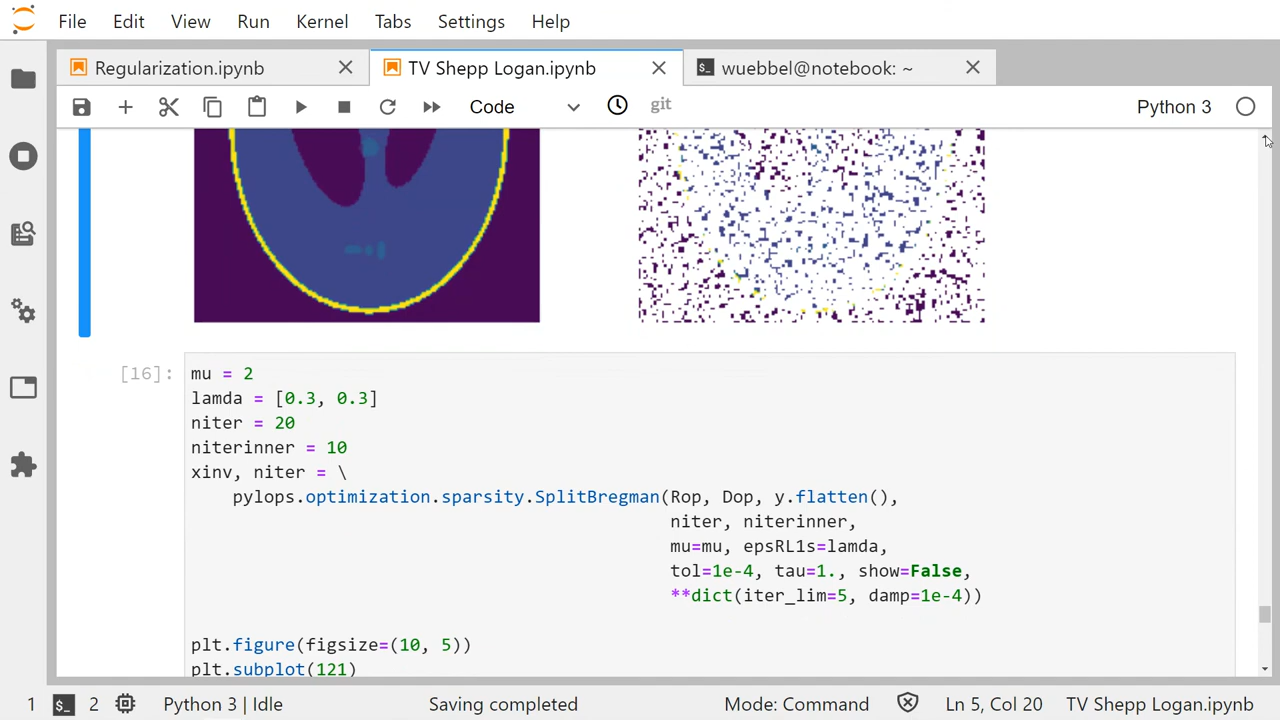 File Edit View Run Kernel Tabs Settings Help
Regularization.ipynb TV Shepp Logan.ipynb $_ wuebbel@notebook: ~
Code git Python 3
[16]: mu = 2
lamda = [0.3, 0.3]
niter = 20
niterinner = 10
xinv, niter = \
pylops.optimization.sparsity.SplitBregman(Rop, Dop, y.flatten(),
niter, niterinner,
mu=mu, epsRL1s=lamda,
tol=1e-4, tau=1., show=False,
**dict(iter_lim=5, damp=1e-4))
plt.figure(figsize=(10, 5))
plt.subplot(121)
1 $_ 2 Python 3 | Idle Saving completed Mode: Command Ln 5, Col 20 TV Shepp Logan.ipynb